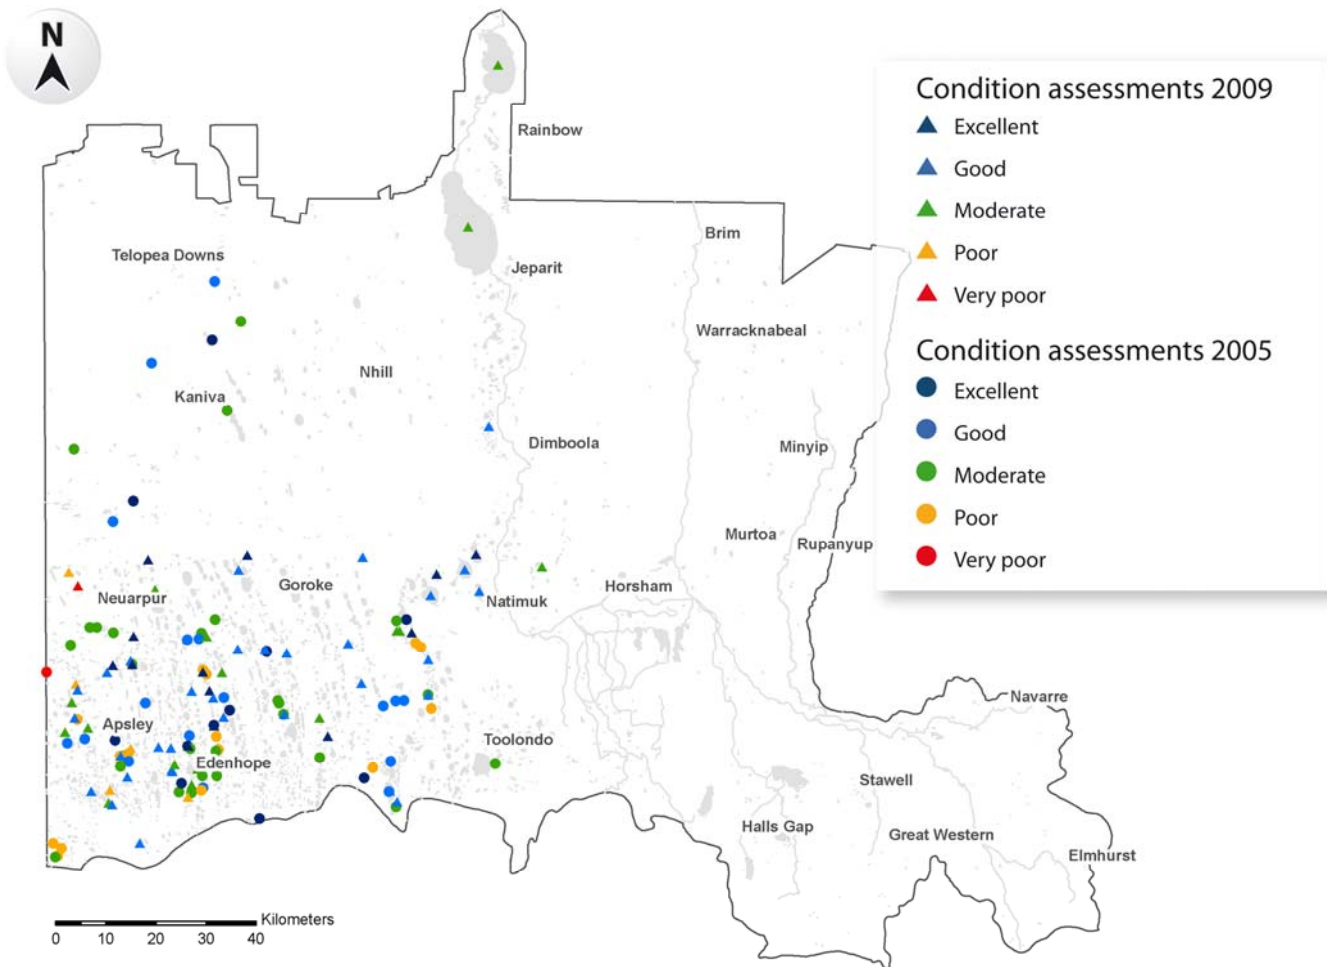 N
Rainbow
Telopea Downs
Brim
Jeparit
Warracknabeal
Nhill
Kaniva
Dimboola
Minyip
Murtoa
Rupanyup
Goroke
Horsham
Neuarpur
Natimuk
Navarre
Apsley
Toolondo
Edenhope
Stawell
Halls Gap
Great Western
Elmhurst
Kilometers
0 10 20 30 40
Condition assessments 2009
Excellent
Good
Moderate
Poor
Very poor
Condition assessments 2005
Excellent
Good
Moderate
Poor
Very poor